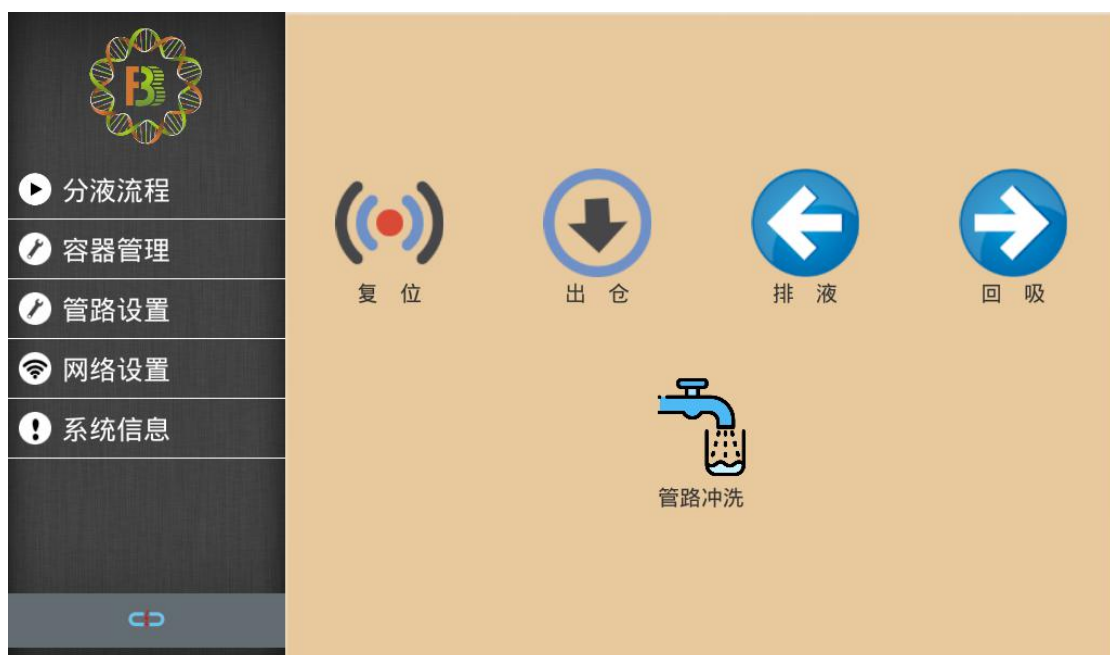 分液流程
容器管理
管路设置
网络设置
系统信息
复 位
出 仓
排 液
回 吸
管路冲洗